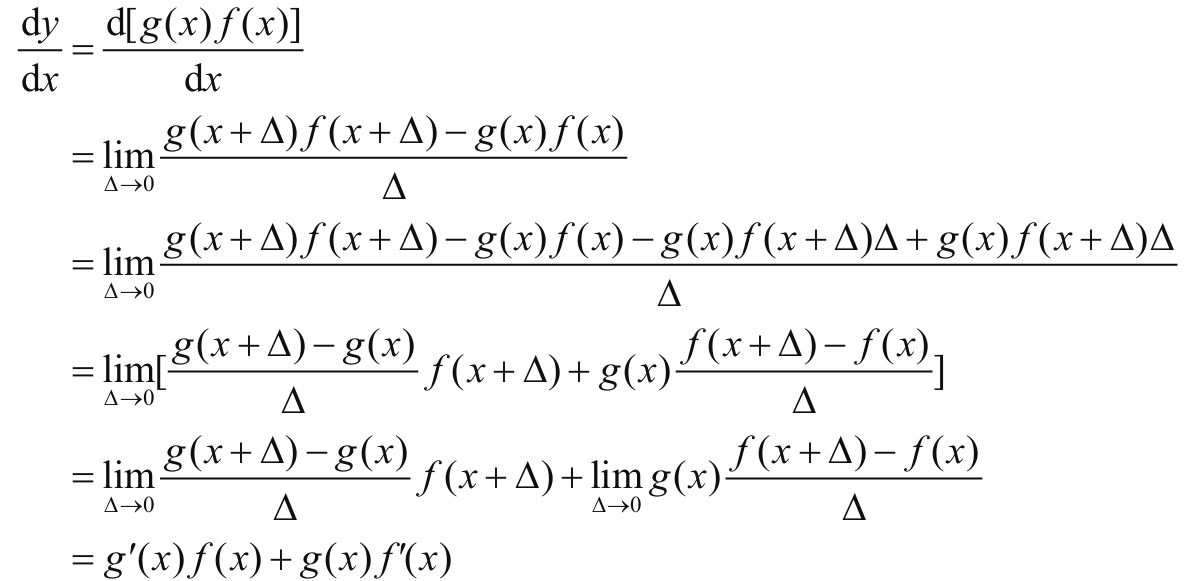 dy/dx = d[g(x)f(x)]/dx
= lim_{Δ→0} (g(x+Δ)f(x+Δ)−g(x)f(x))/Δ
= lim_{Δ→0} (g(x+Δ)f(x+Δ)−g(x)f(x)−g(x)f(x+Δ)Δ+g(x)f(x+Δ)Δ)/Δ
= lim_{Δ→0} [(g(x+Δ)−g(x))/Δ f(x+Δ)+g(x) (f(x+Δ)−f(x))/Δ]
= lim_{Δ→0} (g(x+Δ)−g(x))/Δ f(x+Δ)+lim_{Δ→0} g(x) (f(x+Δ)−f(x))/Δ
= g′(x)f(x)+g(x)f′(x)